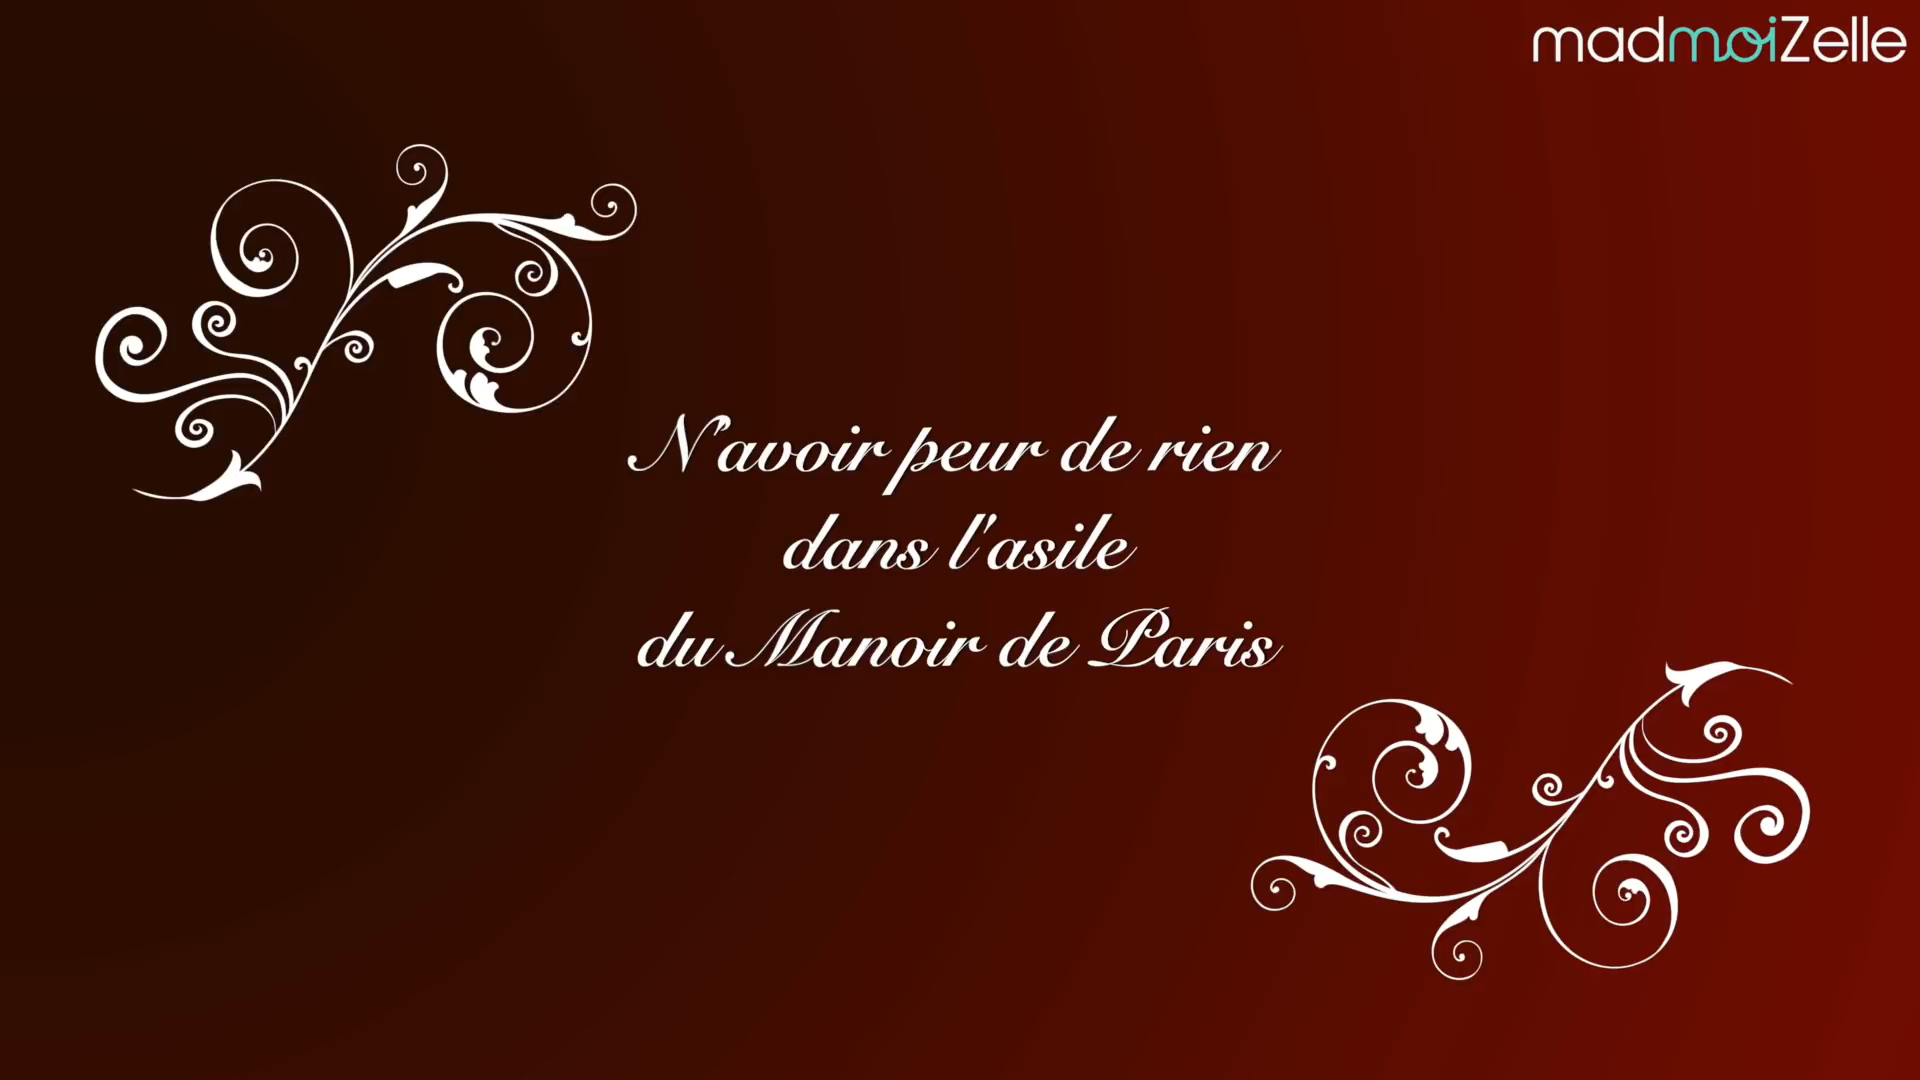 madmoiZelle
N'avoir peur de rien
dans l'asile
du Manoir de Paris